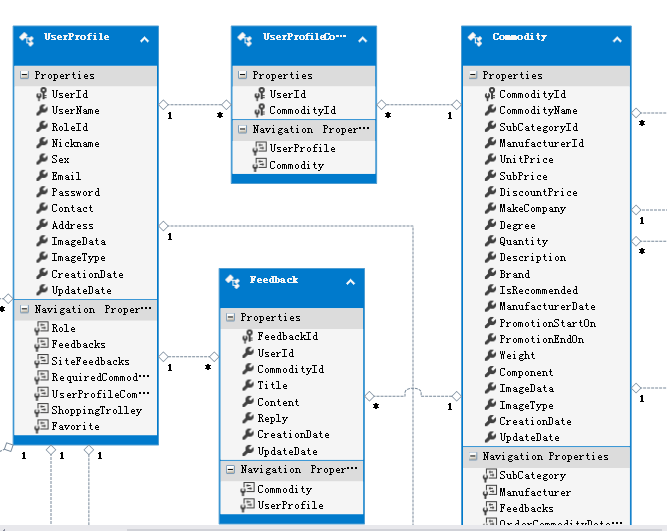 UserProfile
Properties
UserId
UserName
RoleId
Nickname
Sex
Email
Password
Contact
Address
ImageData
ImageType
CreationDate
UpdateDate
Navigation Proper···
Role
Feedbacks
SiteFeedbacks
RequiredCommod···
UserProfileCom···
ShoppingTrolley
Favorite
1
*
1
1
*
*
1
1
1
UserProfileCo···
Properties
UserId
CommodityId
Navigation Proper···
UserProfile
Commodity
*
1
Feedback
Properties
FeedbackId
UserId
CommodityId
Title
Content
Reply
CreationDate
UpdateDate
Navigation Proper···
Commodity
UserProfile
*
1
Commodity
Properties
CommodityId
CommodityName
SubCategoryId
ManufacturerId
UnitPrice
SubPrice
DiscountPrice
MakeCompany
Degree
Quantity
Description
Brand
IsRecommended
ManufacturerDate
PromotionStartOn
PromotionEndOn
Weight
Component
ImageData
ImageType
CreationDate
UpdateDate
Navigation Properties
SubCategory
Manufacturer
Feedbacks
*
1
*
1